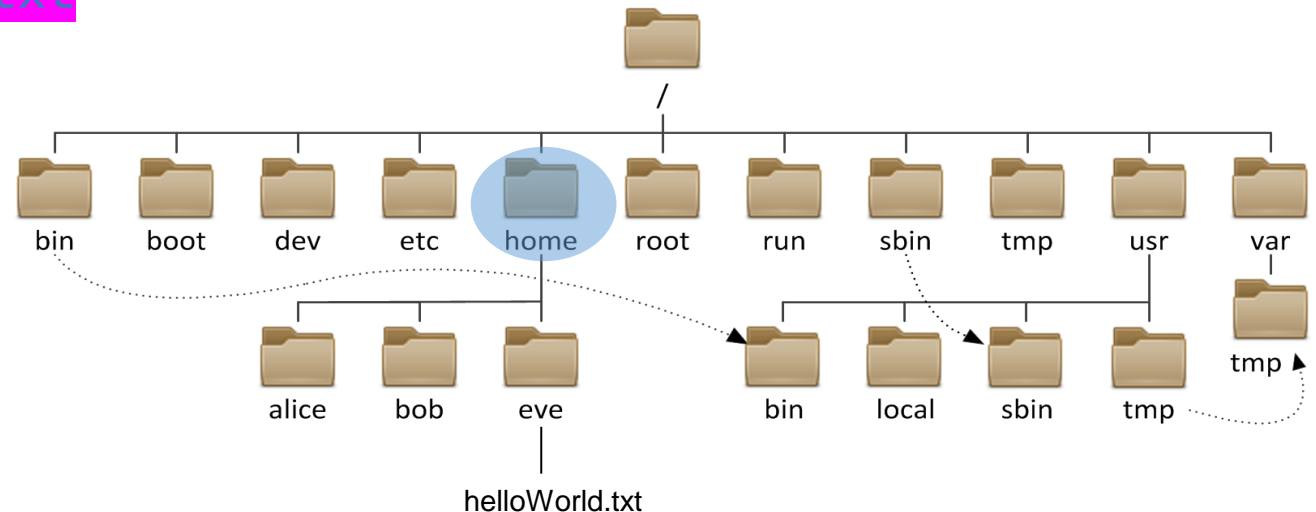 /
bin boot dev etc home root run sbin tmp usr var
tmp
alice bob eve bin local sbin tmp
helloWorld.txt